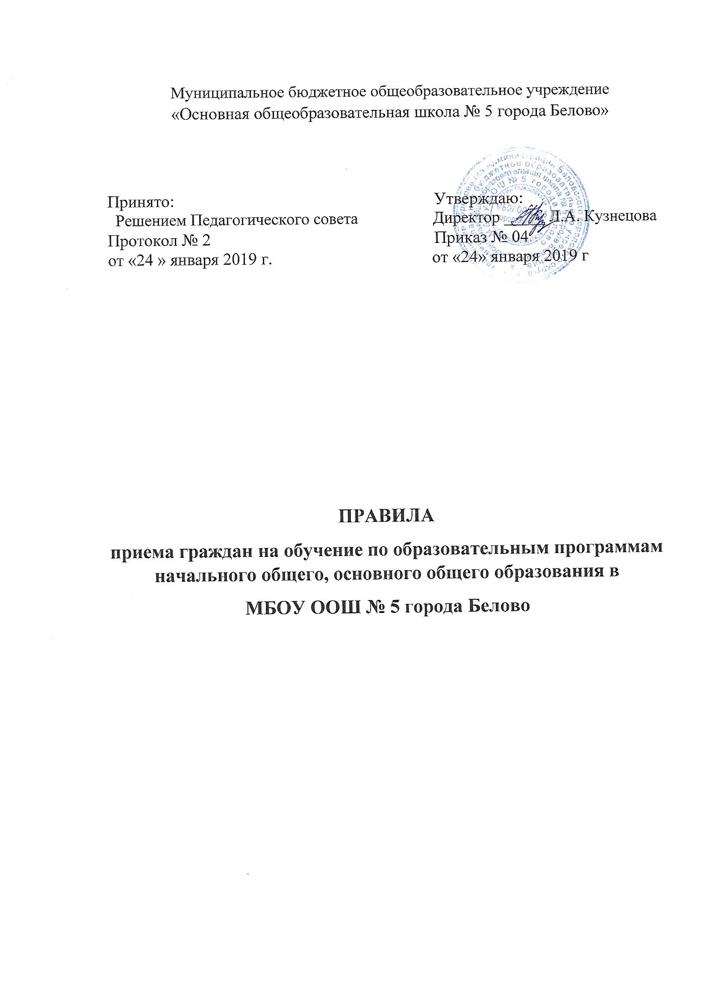 Муниципальное бюджетное общеобразовательное учреждение
«Основная общеобразовательная школа № 5 города Белово»
Принято:
Решением Педагогического совета
Протокол № 2
от «24 » января 2019 г.
Утверждаю:
Директор _____ Л.А. Кузнецова
Приказ № 04
от «24» января 2019 г
ПРАВИЛА
приема граждан на обучение по образовательным программам
начального общего, основного общего образования в
МБОУ ООШ № 5 города Белово